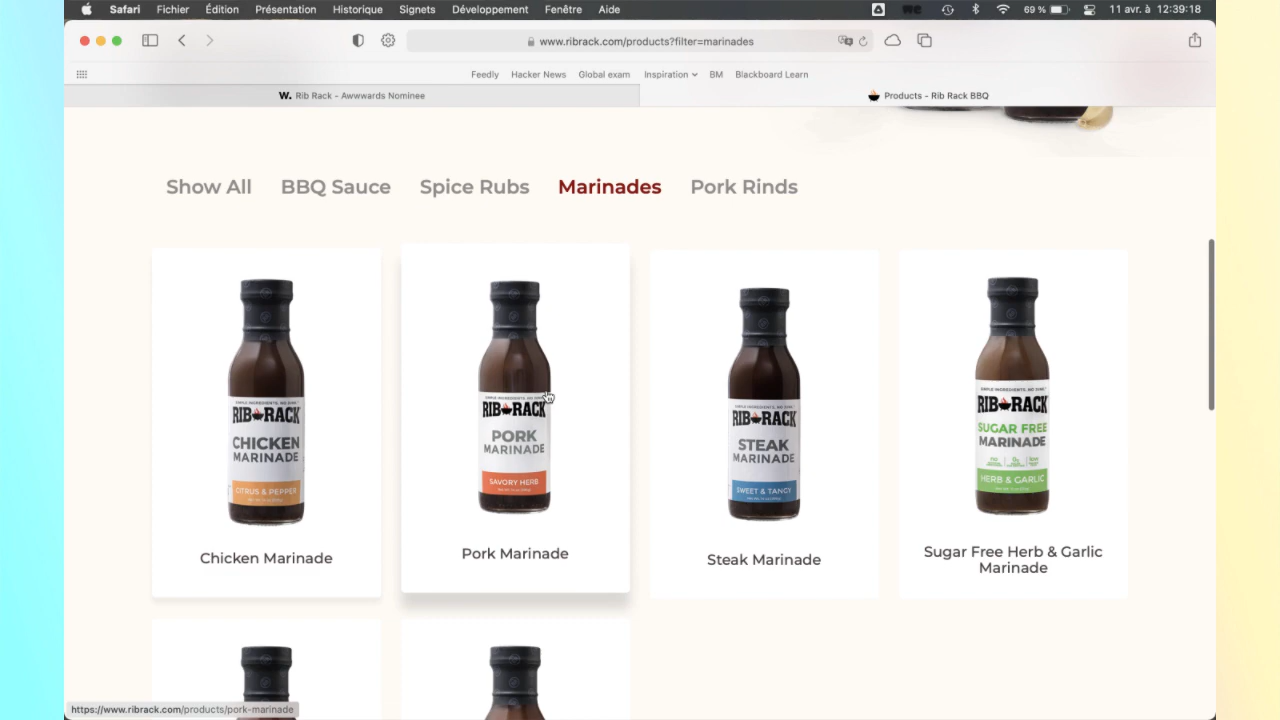 Safari Fichier Édition Présentation Historique Signets Développement Fenêtre Aide 69 % 11 avr. à 12:39:18
www.ribrack.com/products?filter=marinades
Feedly Hacker News Global exam Inspiration BM Blackboard Learn
W. Rib Rack - Awwwards Nominee Products - Rib Rack BBQ
Show All BBQ Sauce Spice Rubs Marinades Pork Rinds
RIB RACK
CHICKEN
MARINADE
CITRUS & PEPPER
Chicken Marinade
RIB RACK
PORK
MARINADE
SAVORY HERB
Pork Marinade
RIB RACK
STEAK
MARINADE
SWEET & TANGY
Steak Marinade
SIMPLE INGREDIENTS,
RIB RACK
SUGAR FREE
MARINADE
HERB & GARLIC
Sugar Free Herb & Garlic
Marinade
https://www.ribrack.com/products/pork-marinade